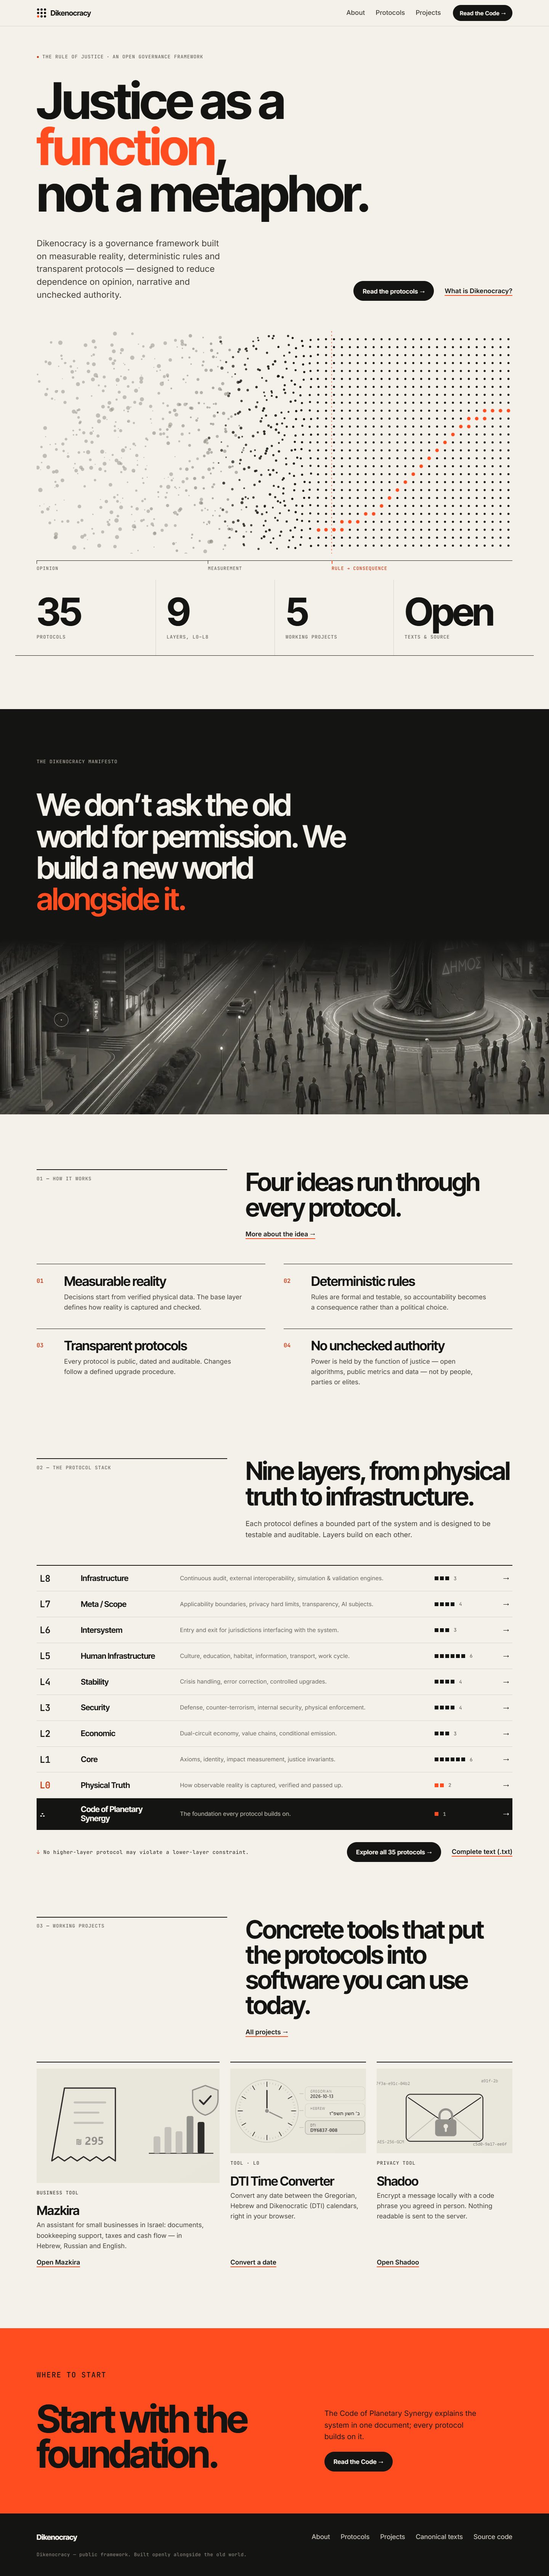 Dikenocracy
About Protocols Projects Read the Code →
THE RULE OF JUSTICE · AN OPEN GOVERNANCE FRAMEWORK
Justice as a
function,
not a metaphor.
Dikenocracy is a governance framework built
on measurable reality, deterministic rules and
transparent protocols — designed to reduce
dependence on opinion, narrative and
unchecked authority.
Read the protocols → What is Dikenocracy?
OPINION MEASUREMENT RULE → CONSEQUENCE
35 9 5 Open
PROTOCOLS LAYERS, L0–L8 WORKING PROJECTS TEXTS & SOURCE
THE DIKENOCRACY MANIFESTO
We don’t ask the old
world for permission. We
build a new world
alongside it.
ΔΗΜΟΣ
01 — HOW IT WORKS
Four ideas run through
every protocol.
More about the idea →
01 Measurable reality
Decisions start from verified physical data. The base layer
defines how reality is captured and checked.
02 Deterministic rules
Rules are formal and testable, so accountability becomes
a consequence rather than a political choice.
03 Transparent protocols
Every protocol is public, dated and auditable. Changes
follow a defined upgrade procedure.
04 No unchecked authority
Power is held by the function of justice — open
algorithms, public metrics and data — not by people,
parties or elites.
02 — THE PROTOCOL STACK
Nine layers, from physical
truth to infrastructure.
Each protocol defines a bounded part of the system and is designed to be
testable and auditable. Layers build on each other.
L8 Infrastructure Continuous audit, external interoperability, simulation & validation engines. 3 →
L7 Meta / Scope Applicability boundaries, privacy hard limits, transparency, AI subjects. 4 →
L6 Intersystem Entry and exit for jurisdictions interfacing with the system. 3 →
L5 Human Infrastructure Culture, education, habitat, information, transport, work cycle. 6 →
L4 Stability Crisis handling, error correction, controlled upgrades. 4 →
L3 Security Defense, counter-terrorism, internal security, physical enforcement. 4 →
L2 Economic Dual-circuit economy, value chains, conditional emission. 3 →
L1 Core Axioms, identity, impact measurement, justice invariants. 6 →
L0 Physical Truth How observable reality is captured, verified and passed up. 2 →
∴ Code of Planetary
Synergy The foundation every protocol builds on. 1 →
↓ No higher-layer protocol may violate a lower-layer constraint.
Explore all 35 protocols → Complete text (.txt)
03 — WORKING PROJECTS
Concrete tools that put
the protocols into
software you can use
today.
All projects →
₪ 295
BUSINESS TOOL
Mazkira
An assistant for small businesses in Israel: documents,
bookkeeping support, taxes and cash flow — in
Hebrew, Russian and English.
Open Mazkira
2026-10-13
DY6837-008
TOOL · L0
DTI Time Converter
Convert any date between the Gregorian,
Hebrew and Dikenocratic (DTI) calendars,
right in your browser.
Convert a date
PRIVACY TOOL
Shadoo
Encrypt a message locally with a code
phrase you agreed in person. Nothing
readable is sent to the server.
Open Shadoo
WHERE TO START
Start with the
foundation.
The Code of Planetary Synergy explains the
system in one document; every protocol
builds on it.
Read the Code →
Dikenocracy
About Protocols Projects Canonical texts Source code
Dikenocracy — public framework. Built openly alongside the old world.